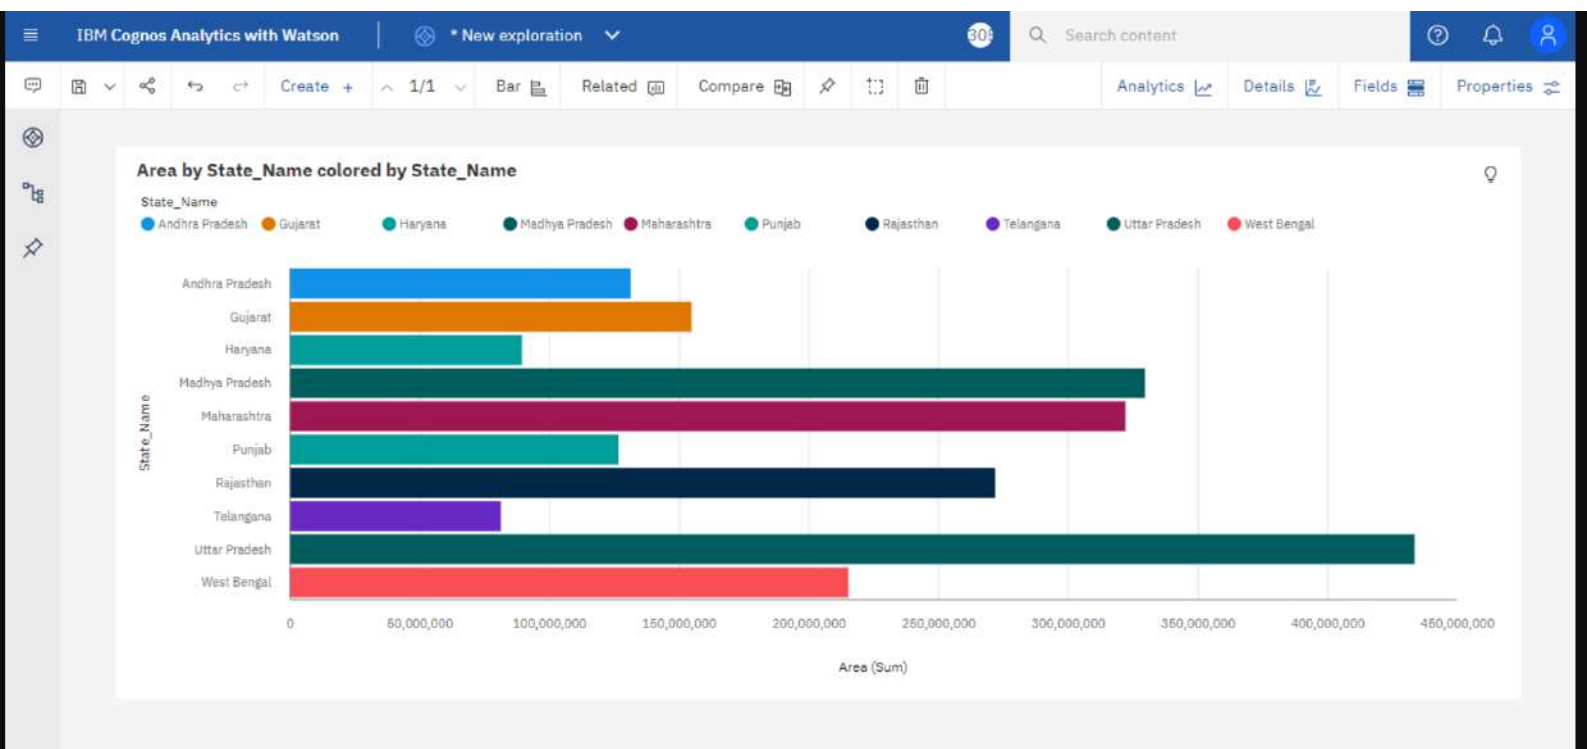 IBM Cognos Analytics with Watson * New exploration Search content
Create + 1/1 Bar Related Compare Analytics Details Fields Properties
Area by State_Name colored by State_Name
State_Name
Andhra Pradesh Gujarat Haryana Madhya Pradesh Maharashtra Punjab Rajasthan Telangana Uttar Pradesh West Bengal
Andhra Pradesh
Gujarat
Haryana
Madhya Pradesh
Maharashtra
Punjab
Rajasthan
Telangana
Uttar Pradesh
West Bengal
State_Name
0 50,000,000 100,000,000 150,000,000 200,000,000 250,000,000 300,000,000 350,000,000 400,000,000 450,000,000
Area (Sum)